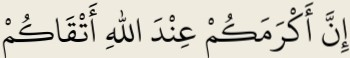 إِنَّ أَكْرَمَكُمْ عِنْدَ اللهِ أَتْقَاكُمْ